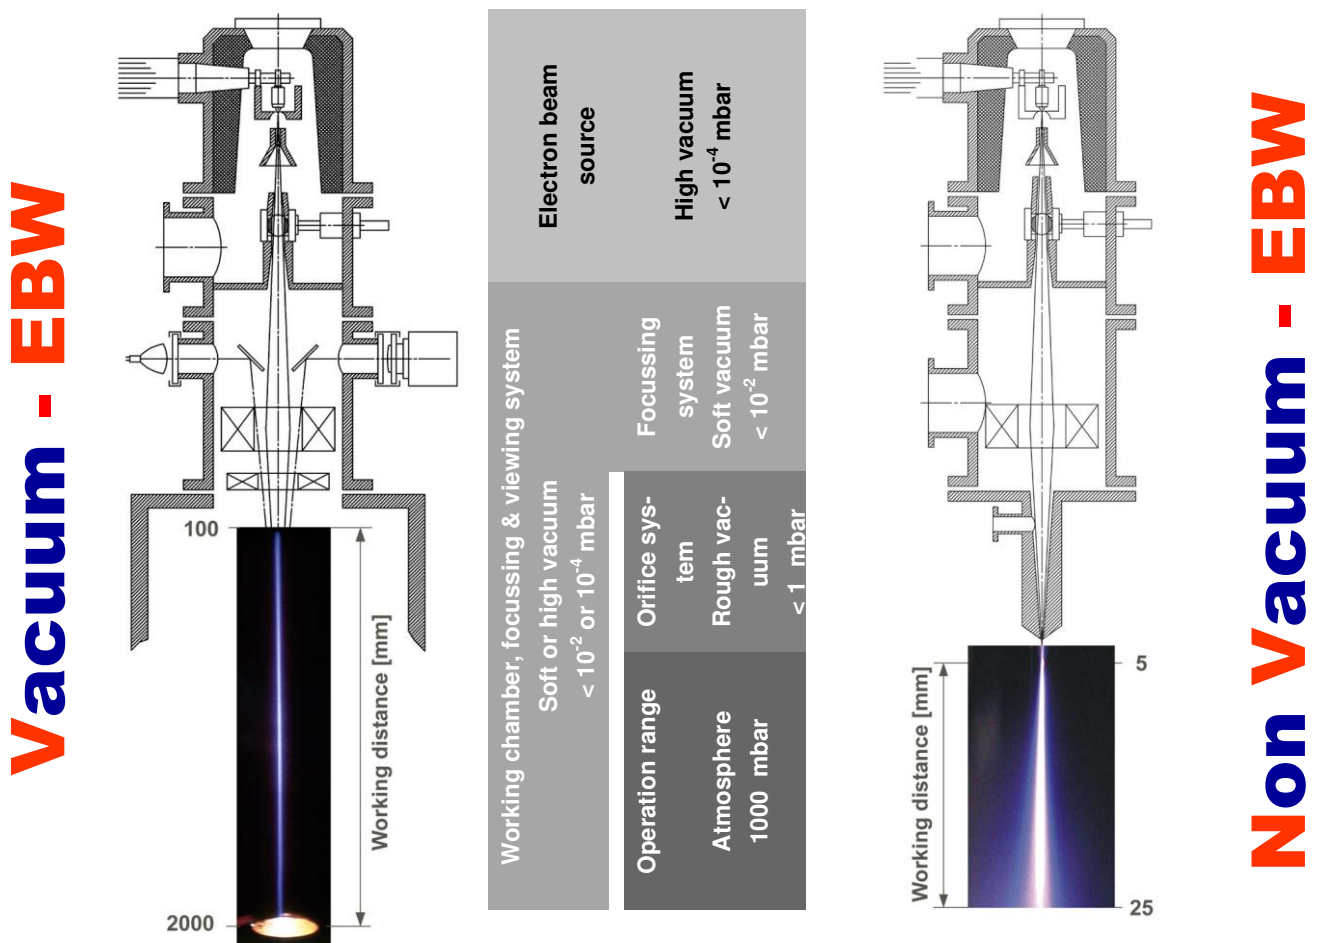 Vacuum - EBW
100
Working distance [mm]
2000
Electron beam
source
High vacuum
< 10-4 mbar
Working chamber, focussing & viewing system
Soft or high vacuum
< 10-2 or 10-4 mbar
Focussing
system
Soft vacuum
< 10-2 mbar
Orifice sys-
tem
Rough vac-
uum
< 1 mbar
Operation range
Atmosphere
1000 mbar
5
Working distance [mm]
25
Non Vacuum - EBW